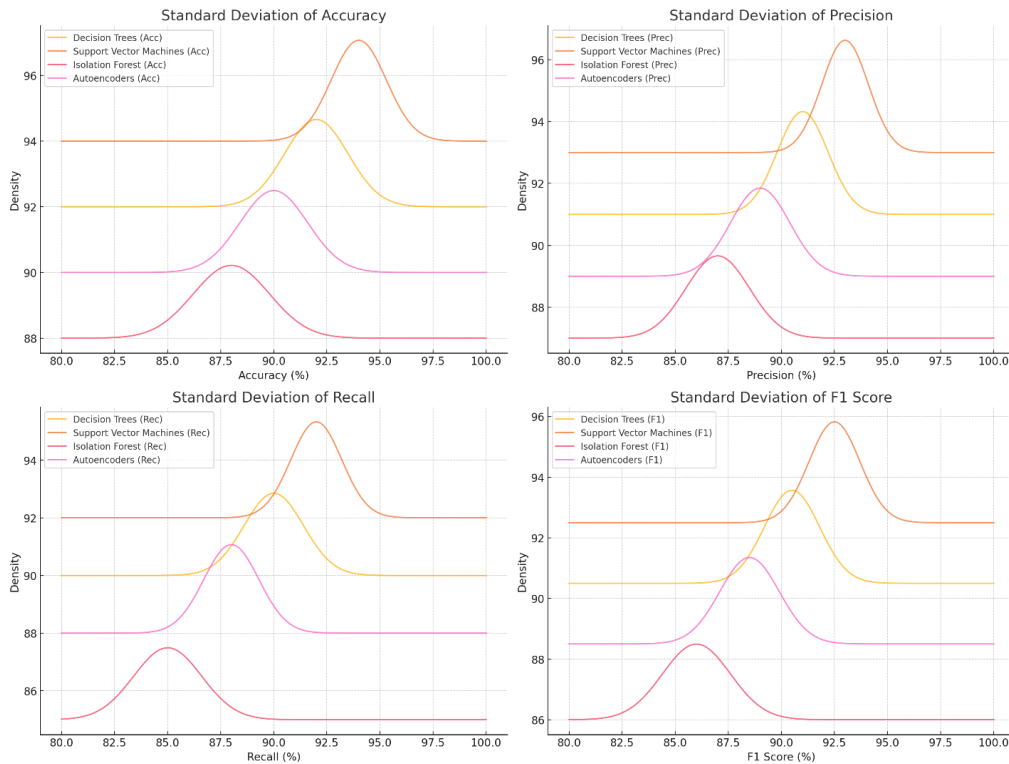 Standard Deviation of Accuracy
Decision Trees (Acc)
Support Vector Machines (Acc)
Isolation Forest (Acc)
Autoencoders (Acc)
96
94
92
90
88
Density
80.0 82.5 85.0 87.5 90.0 92.5 95.0 97.5 100.0
Accuracy (%)
Standard Deviation of Precision
Decision Trees (Prec)
Support Vector Machines (Prec)
Isolation Forest (Prec)
Autoencoders (Prec)
96
94
92
90
88
Density
80.0 82.5 85.0 87.5 90.0 92.5 95.0 97.5 100.0
Precision (%)
Standard Deviation of Recall
Decision Trees (Rec)
Support Vector Machines (Rec)
Isolation Forest (Rec)
Autoencoders (Rec)
94
92
90
88
86
Density
80.0 82.5 85.0 87.5 90.0 92.5 95.0 97.5 100.0
Recall (%)
Standard Deviation of F1 Score
Decision Trees (F1)
Support Vector Machines (F1)
Isolation Forest (F1)
Autoencoders (F1)
96
94
92
90
88
86
Density
80.0 82.5 85.0 87.5 90.0 92.5 95.0 97.5 100.0
F1 Score (%)